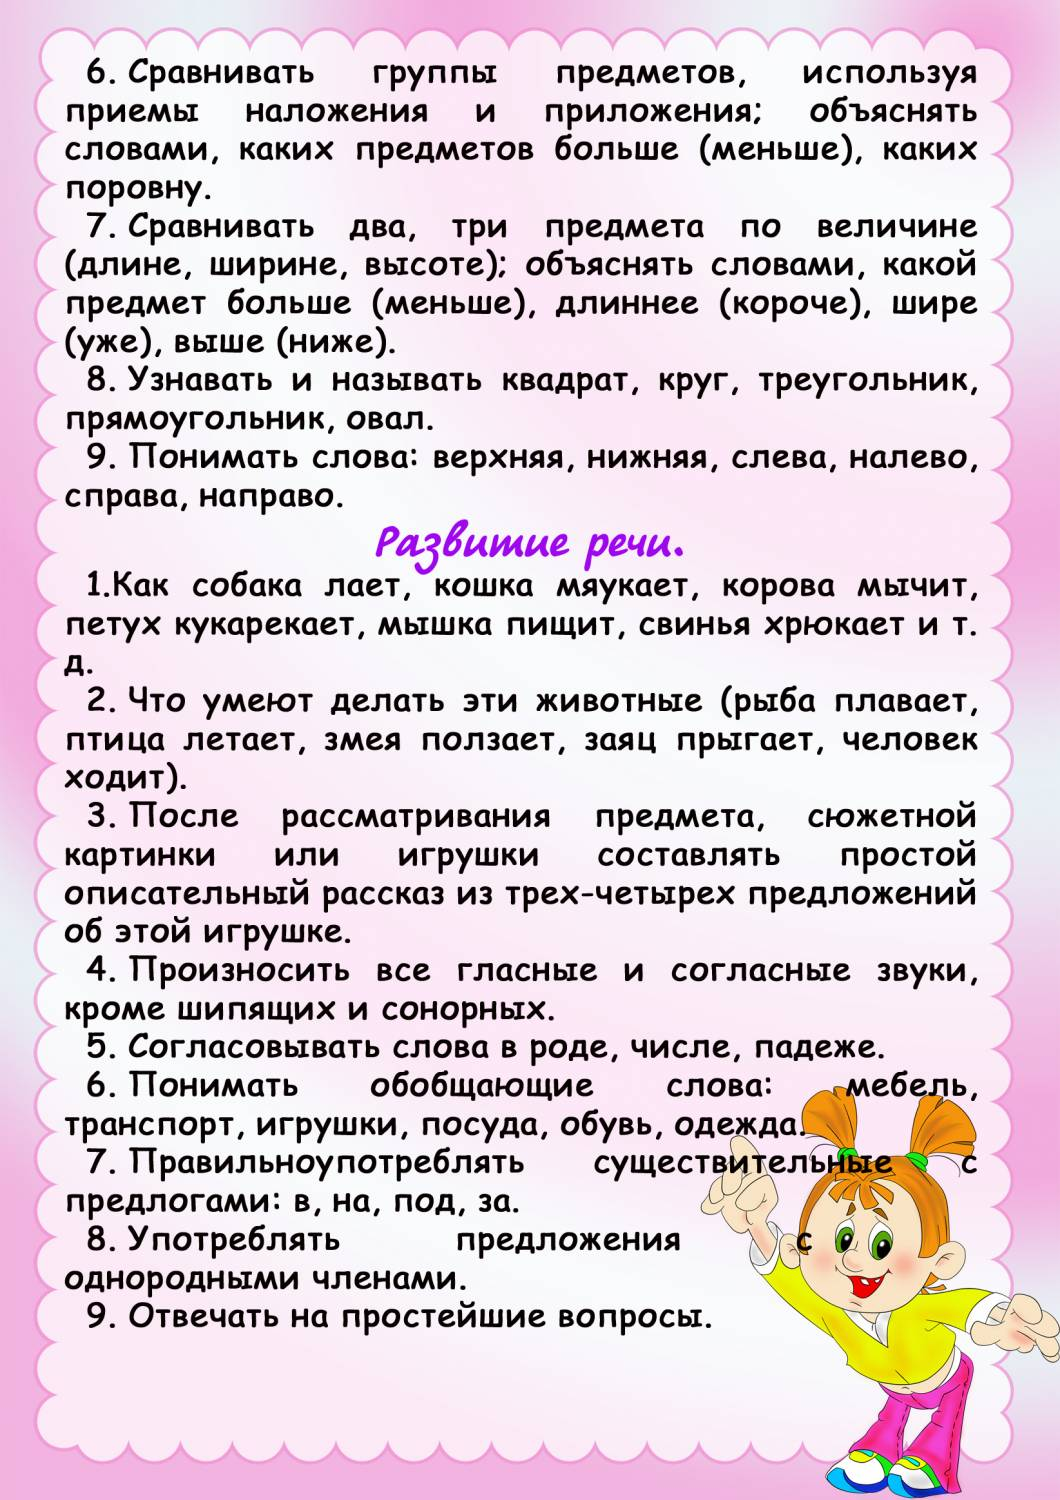 6. Сравнивать группы предметов, используя
приемы наложения и приложения; объяснять
словами, каких предметов больше (меньше), каких
поровну.
7. Сравнивать два, три предмета по величине
(длине, ширине, высоте); объяснять словами, какой
предмет больше (меньше), длиннее (короче), шире
(уже), выше (ниже).
8. Узнавать и называть квадрат, круг, треугольник,
прямоугольник, овал.
9. Понимать слова: верхняя, нижняя, слева, налево,
справа, направо.
Развитие речи.
1.Как собака лает, кошка мяукает, корова мычит,
петух кукарекает, мышка пищит, свинья хрюкает и т.
д.
2. Что умеют делать эти животные (рыба плавает,
птица летает, змея ползает, заяц прыгает, человек
ходит).
3. После рассматривания предмета, сюжетной
картинки или игрушки составлять простой
описательный рассказ из трех-четырех предложений
об этой игрушке.
4. Произносить все гласные и согласные звуки,
кроме шипящих и сонорных.
5. Согласовывать слова в роде, числе, падеже.
6. Понимать обобщающие слова: мебель,
транспорт, игрушки, посуда, обувь, одежда.
7. Правильноупотреблять существительные с
предлогами: в, на, под, за.
8. Употреблять предложения с
однородными членами.
9. Отвечать на простейшие вопросы.